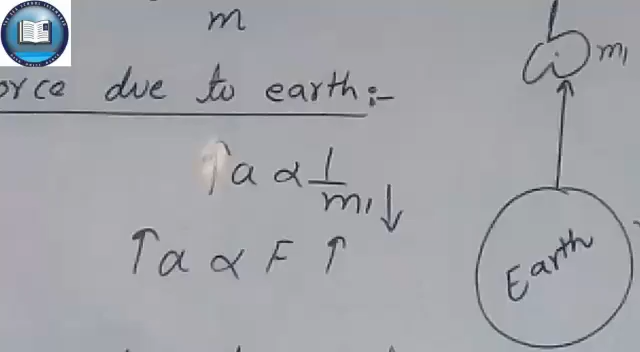 m
orce due to earth:-
↑a ∝ 1/m₁↓
↑a ∝ F ↑
m₁
Earth